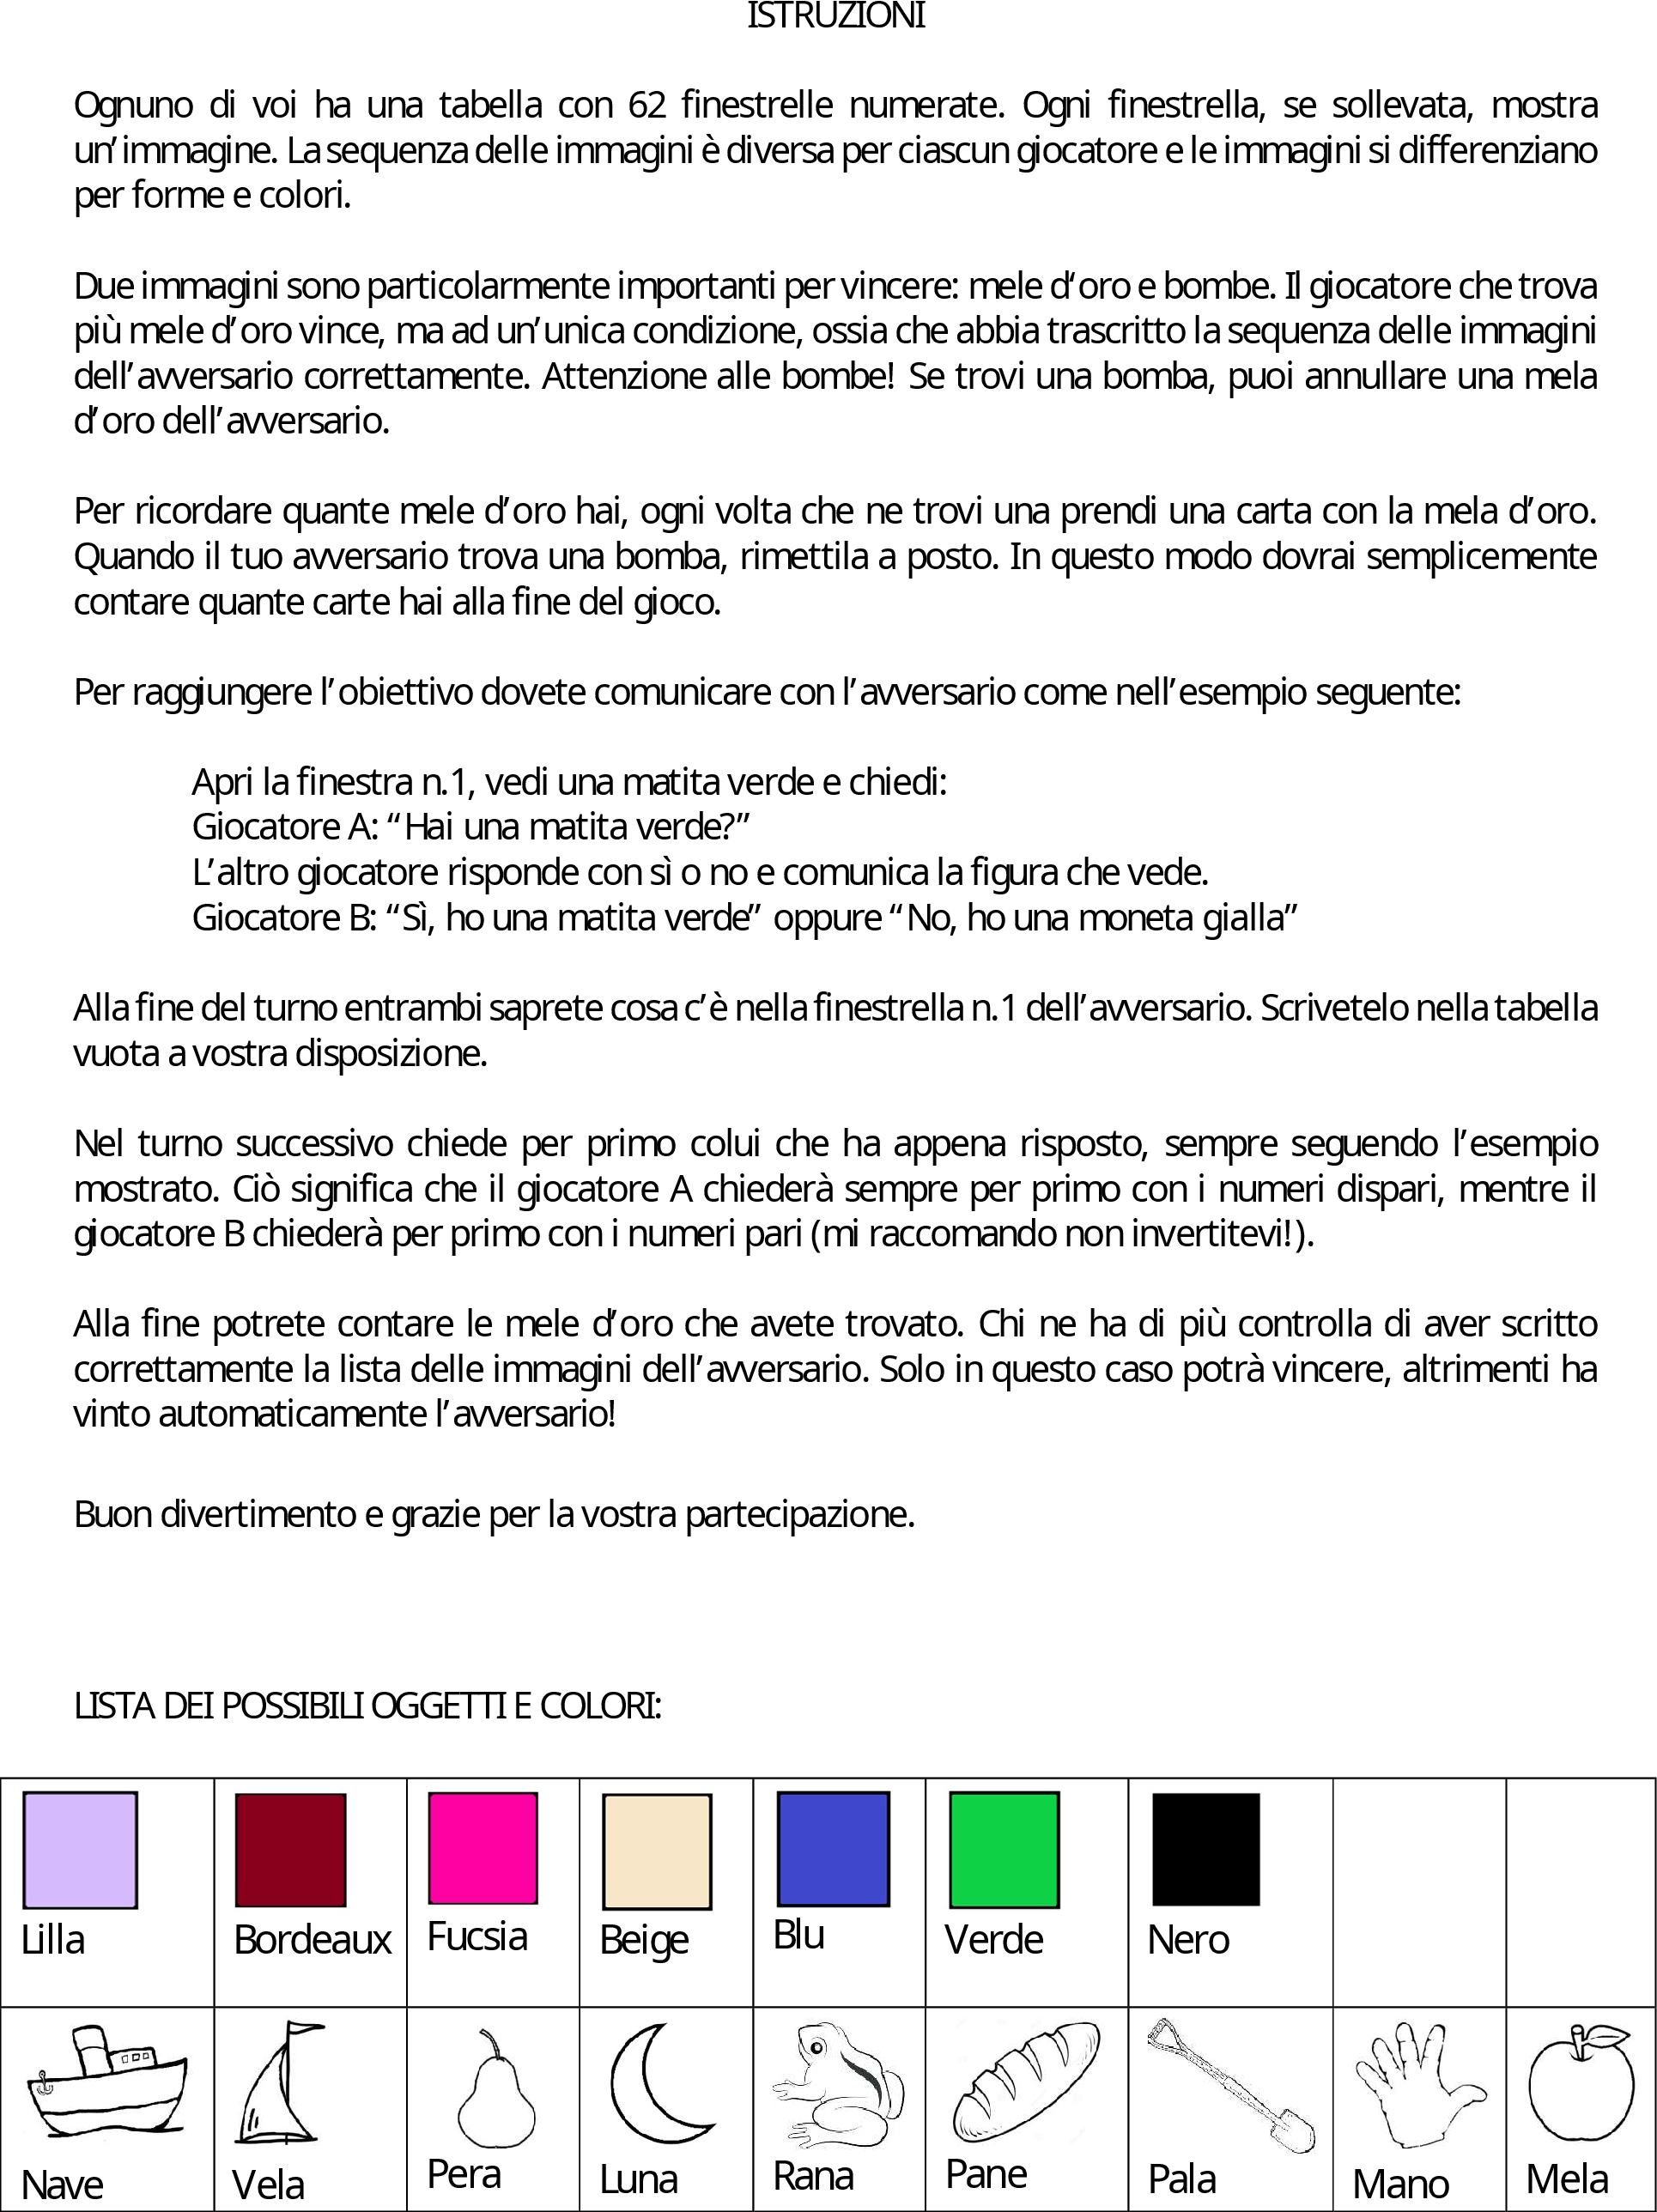 ISTRUZIONI
Ognuno di voi ha una tabella con 62 finestrelle numerate. Ogni finestrella, se sollevata, mostra
un’immagine. La sequenza delle immagini è diversa per ciascun giocatore e le immagini si differenziano
per forme e colori.
Due immagini sono particolarmente importanti per vincere: mele d‘oro e bombe. Il giocatore che trova
più mele d’oro vince, ma ad un’unica condizione, ossia che abbia trascritto la sequenza delle immagini
dell’avversario correttamente. Attenzione alle bombe! Se trovi una bomba, puoi annullare una mela
d’oro dell’avversario.
Per ricordare quante mele d’oro hai, ogni volta che ne trovi una prendi una carta con la mela d’oro.
Quando il tuo avversario trova una bomba, rimettila a posto. In questo modo dovrai semplicemente
contare quante carte hai alla fine del gioco.
Per raggiungere l’obiettivo dovete comunicare con l’avversario come nell’esempio seguente:
Apri la finestra n.1, vedi una matita verde e chiedi:
Giocatore A: “Hai una matita verde?”
L’altro giocatore risponde con sì o no e comunica la figura che vede.
Giocatore B: “Sì, ho una matita verde” oppure “No, ho una moneta gialla”
Alla fine del turno entrambi saprete cosa c’è nella finestrella n.1 dell’avversario. Scrivetelo nella tabella
vuota a vostra disposizione.
Nel turno successivo chiede per primo colui che ha appena risposto, sempre seguendo l’esempio
mostrato. Ciò significa che il giocatore A chiederà sempre per primo con i numeri dispari, mentre il
giocatore B chiederà per primo con i numeri pari (mi raccomando non invertitevi!).
Alla fine potrete contare le mele d’oro che avete trovato. Chi ne ha di più controlla di aver scritto
correttamente la lista delle immagini dell’avversario. Solo in questo caso potrà vincere, altrimenti ha
vinto automaticamente l’avversario!
Buon divertimento e grazie per la vostra partecipazione.
LISTA DEI POSSIBILI OGGETTI E COLORI:
Lilla Bordeaux Fucsia Beige Blu Verde Nero
Nave Vela Pera Luna Rana Pane Pala Mano Mela